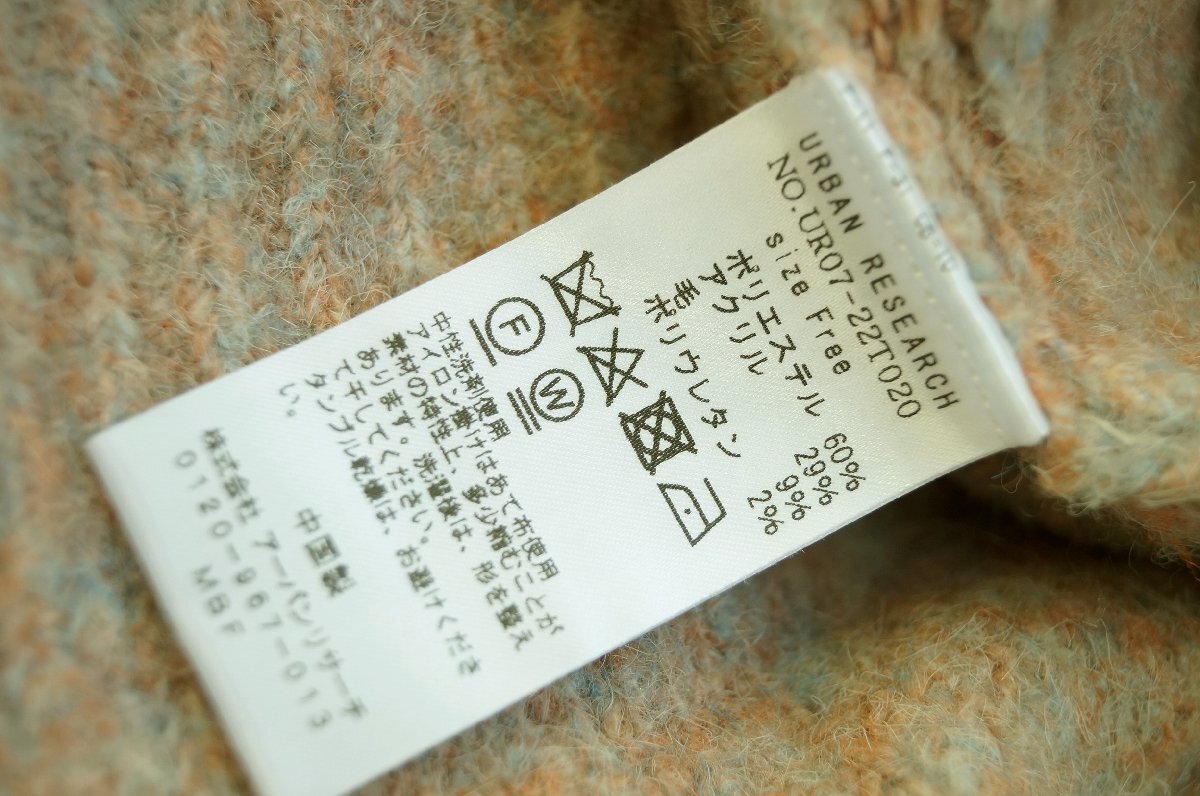 URBAN RESEARCH
NO.UR07-22T020
size Free
ポリエステル 60%
アクリル 29%
毛 9%
ポリウレタン 2%
F
W
中性洗剤使用
アイロン掛けはあて布使用
素材の特性上、多少縮むことが
あります。洗濯後は、形を整え
て干してください。
タンブル乾燥は、お避けくださ
い。
中国製
株式会社 アーバンリサーチ
0120-967-013
MBF